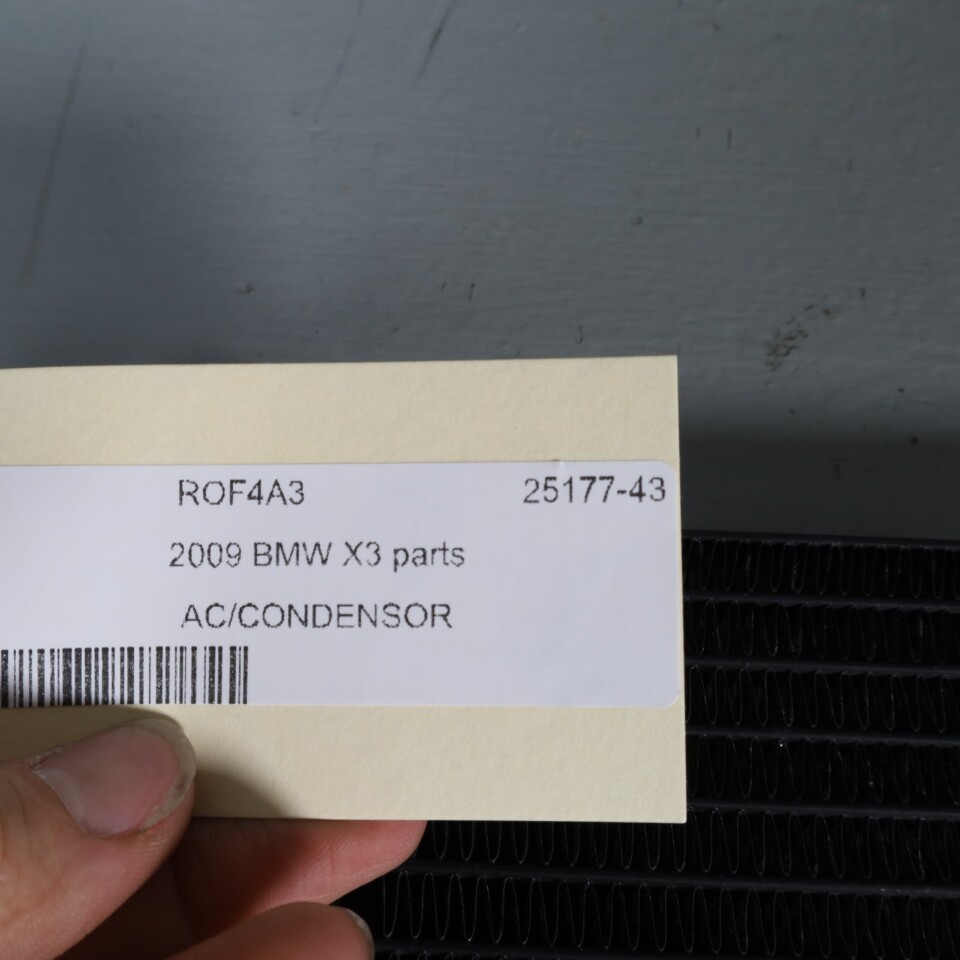 ROF4A3 25177-43
2009 BMW X3 parts
AC/CONDENSOR